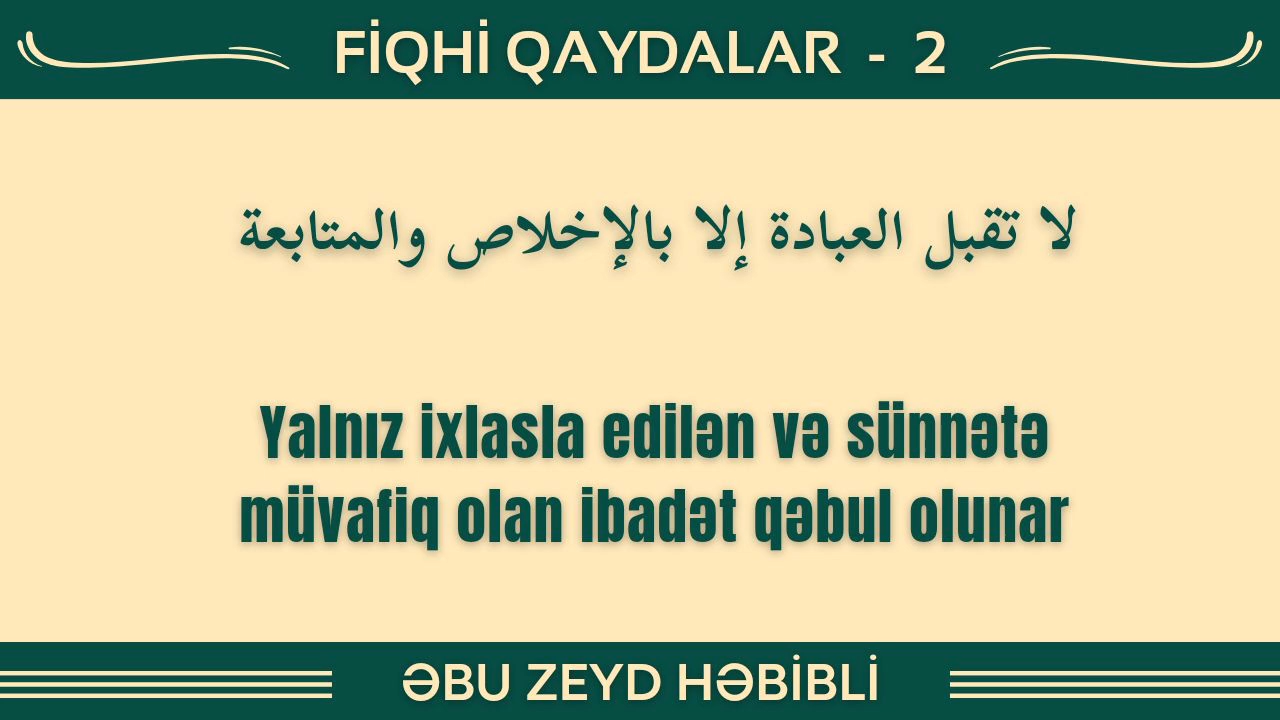 FİQHİ QAYDALAR - 2
لا تقبل العبادة إلا بالإخلاص والمتابعة
Yalnız ixlasla edilən və sünnətə
müvafiq olan ibadət qəbul olunar
ƏBU ZEYD HƏBİBLİ